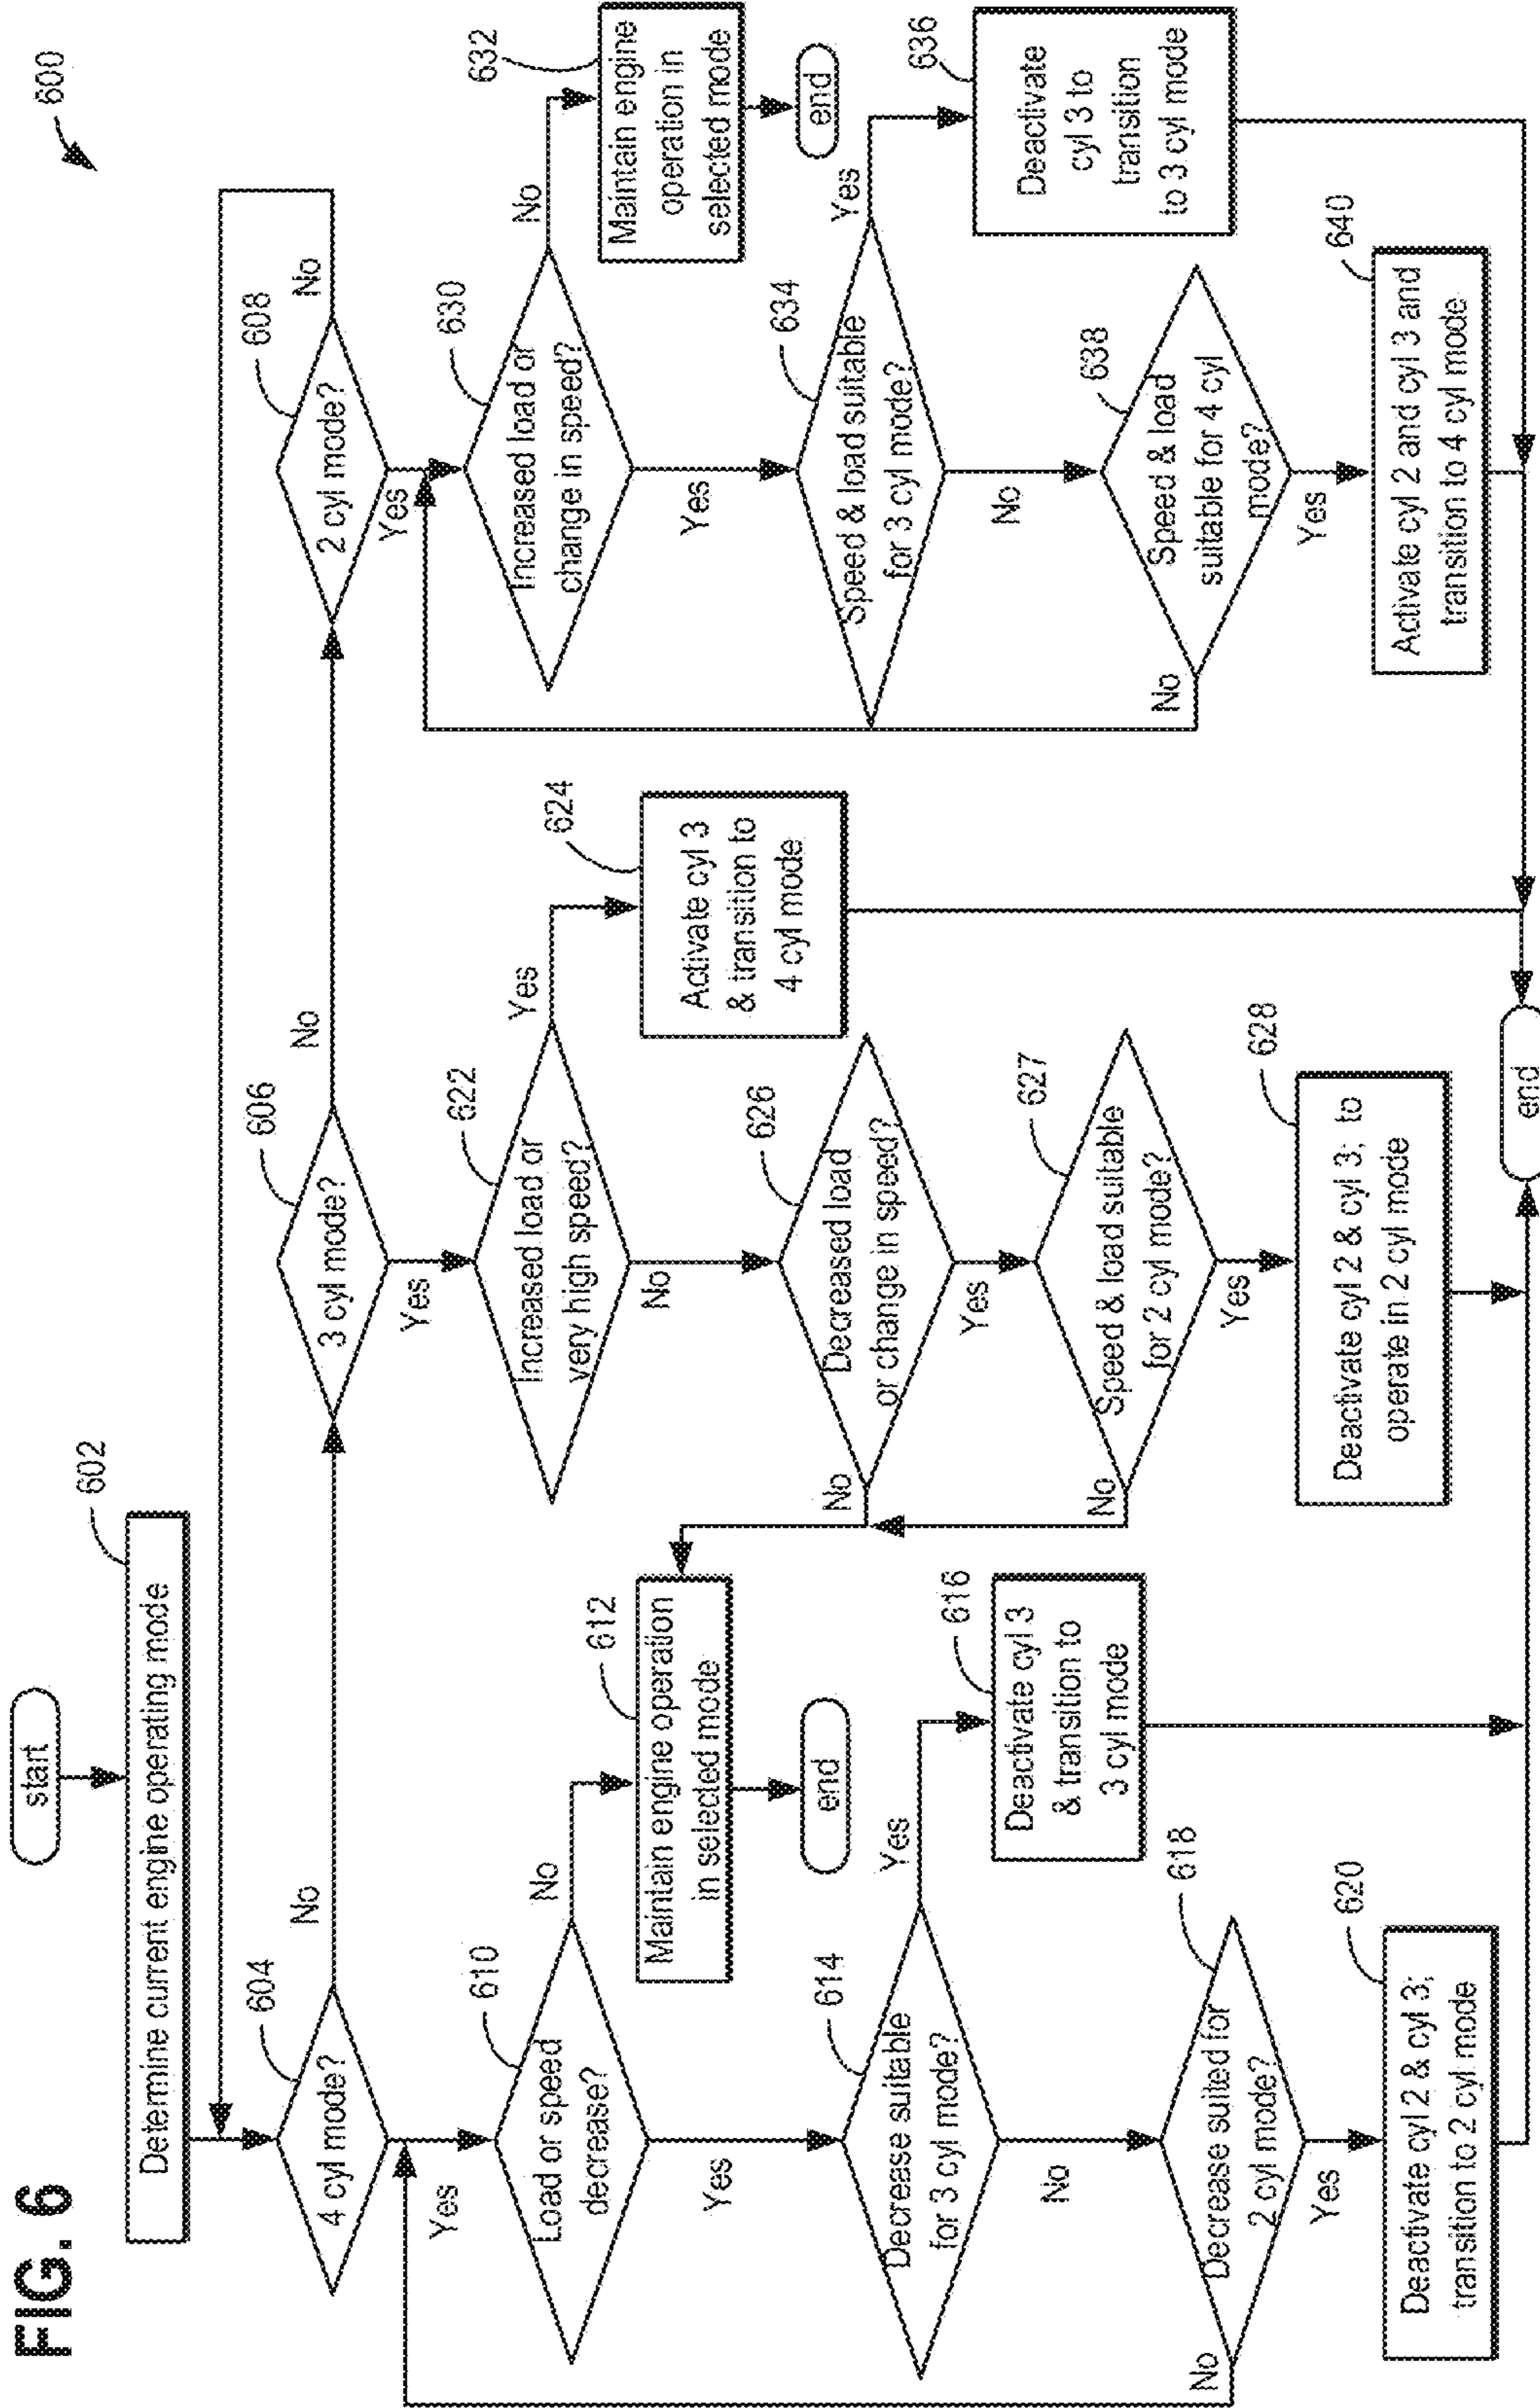 FIG. 6
600
start
602
Determine current engine operating mode
604
4 cyl mode?
No
606
3 cyl mode?
No
608
2 cyl mode?
No
Yes
610
Load or speed
decrease?
No
612
Maintain engine operation
in selected mode
end
Yes
614
Decrease suitable
for 3 cyl mode?
Yes
616
Deactivate cyl 3
& transition to
3 cyl mode
No
618
Decrease suited for
2 cyl mode?
No
Yes
620
Deactivate cyl 2 & cyl 3;
transition to 2 cyl mode
Yes
622
Increased load or
very high speed?
Yes
624
Activate cyl 3
& transition to
4 cyl mode
No
626
Decreased load
or change in speed?
No
Yes
627
Speed & load suitable
for 2 cyl mode?
No
Yes
628
Deactivate cyl 2 & cyl 3; to
operate in 2 cyl mode
Yes
630
Increased load or
change in speed?
No
632
Maintain engine
operation in
selected mode
end
Yes
634
Speed & load suitable
for 3 cyl mode?
Yes
636
Deactivate
cyl 3 to
transition
to 3 cyl mode
No
638
Speed & load
suitable for 4 cyl
mode?
No
Yes
640
Activate cyl 2 and cyl 3 and
transition to 4 cyl mode
end